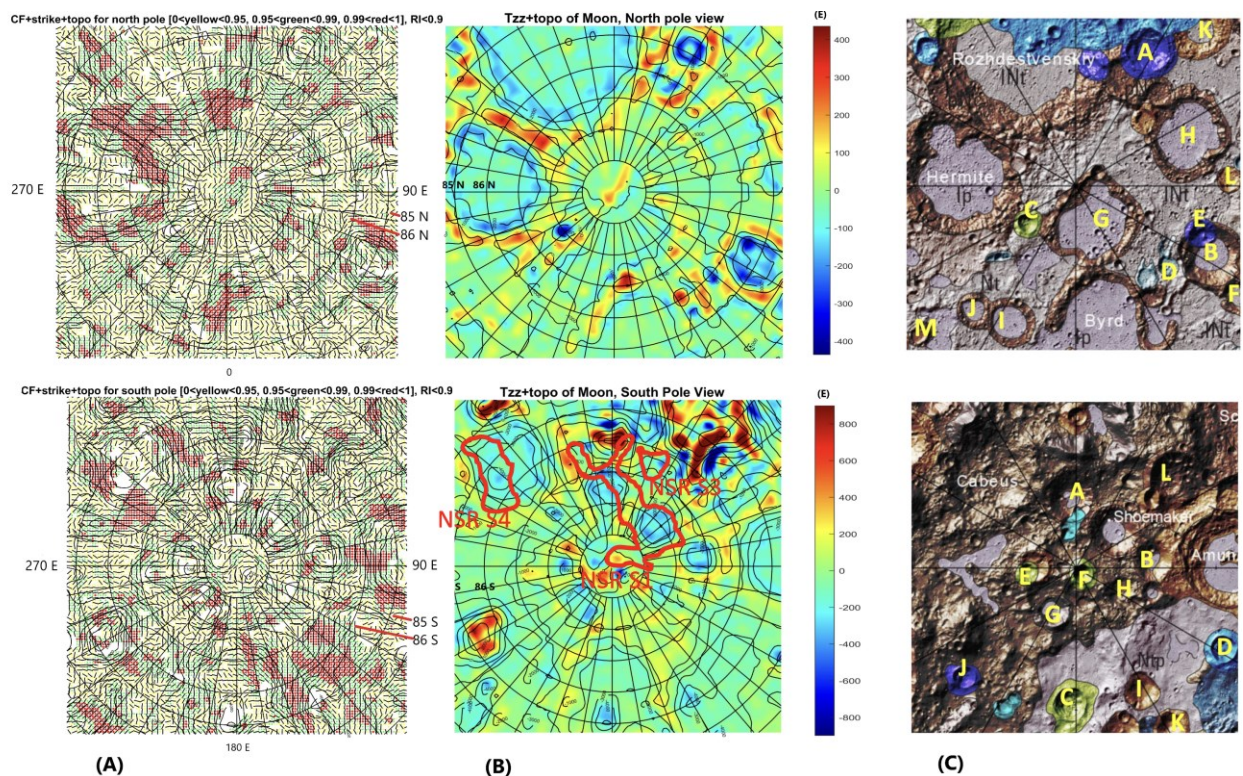 CF+strike+topo for north pole [0<yellow<0.95, 0.95<green<0.99, 0.99<red<1], RI<0.9
270 E
90 E
85 N
86 N
0
Tzz+topo of Moon, North pole view
85 N 86 N
(E)
400
300
200
100
0
-100
-200
-300
-400
K
A
Rozhdestvenskiy
INt
H
Hermite
Ip
L
C
INt
G
E
B
D
F
Nt
J
I
M
Byrd
Ip
INt
CF+strike+topo for south pole [0<yellow<0.95, 0.95<green<0.99, 0.99<red<1], RI<0.9
270 E
90 E
85 S
86 S
180 E
Tzz+topo of Moon, South Pole View
NSR S4
NSR S3
S 86 S
NSR S1
(E)
800
600
400
200
0
-200
-400
-600
-800
Sc
Cabeus
L
A
Shoemaker
Amun
B
E
F
H
G
D
J
Ntp
C
I
K
(A)
(B)
(C)